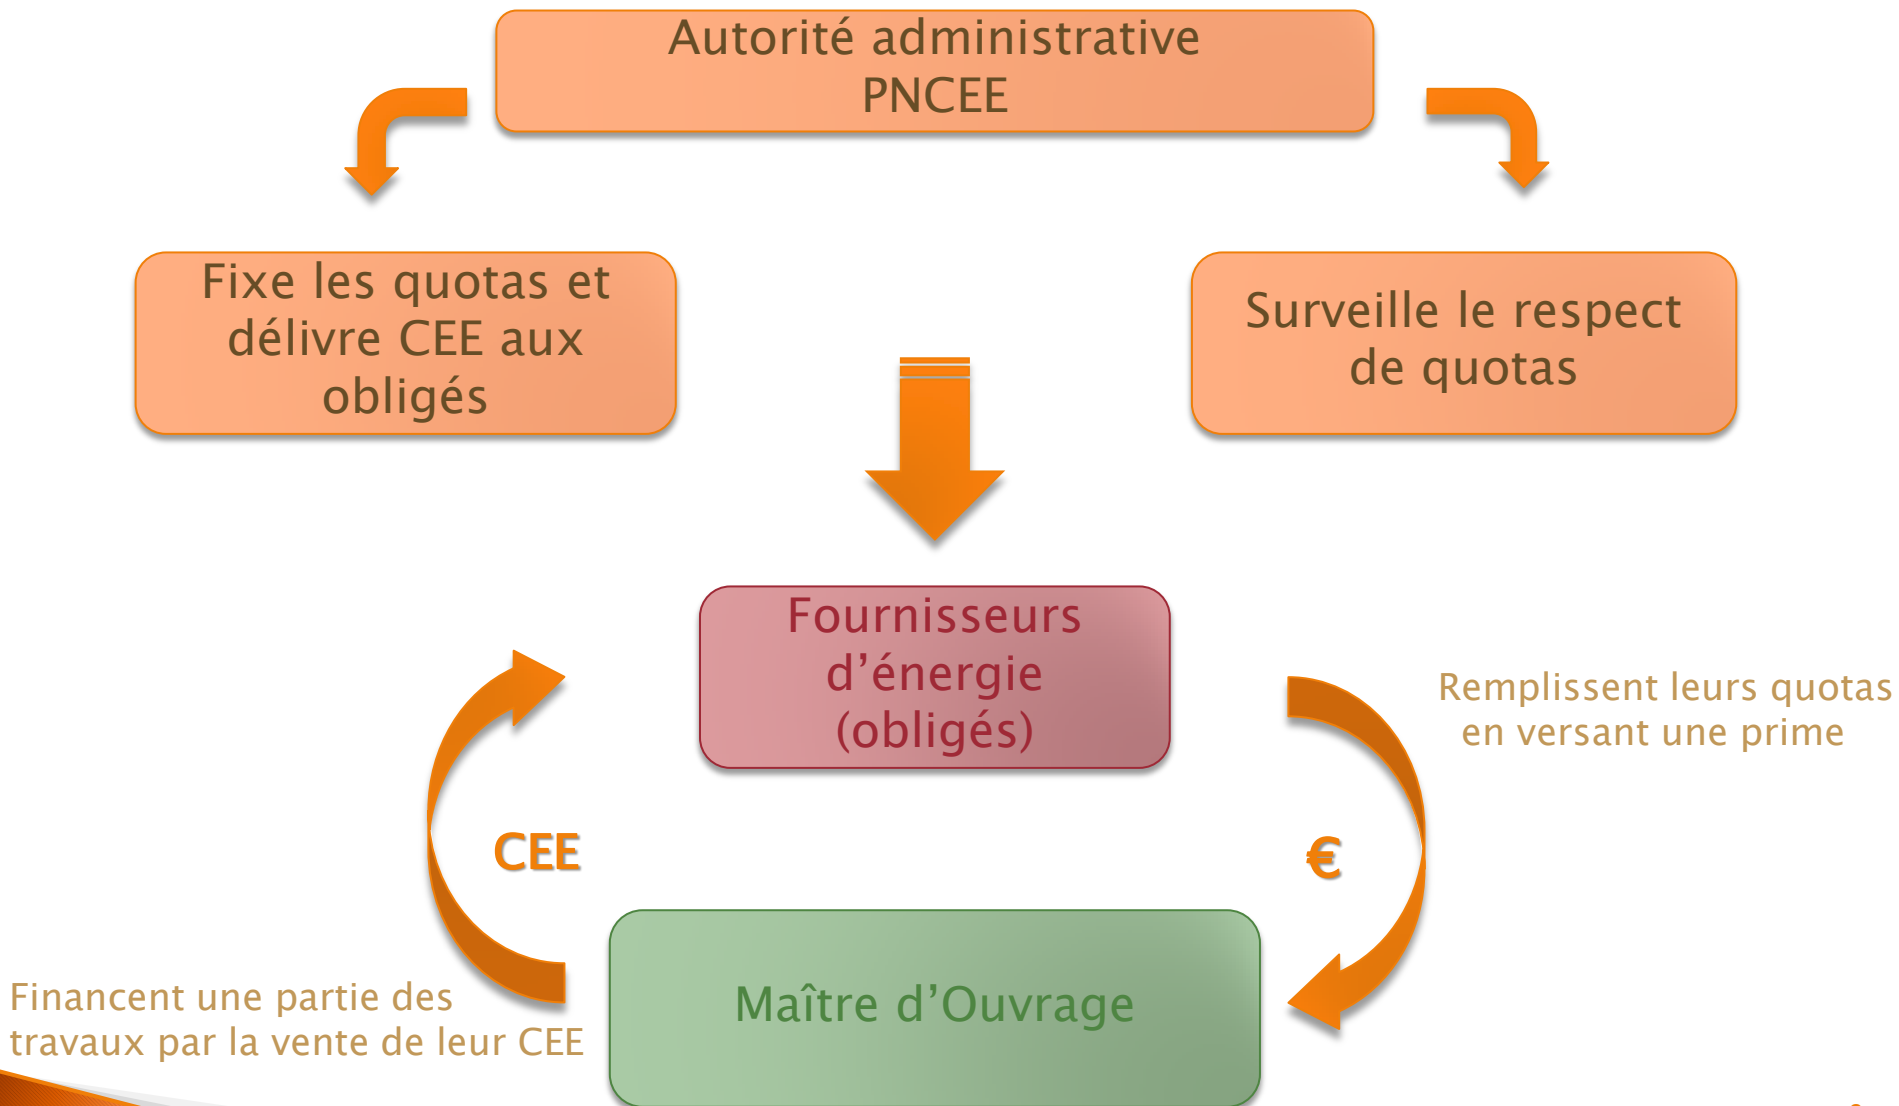 Autorité administrative
PNCEE
Fixe les quotas et
délivre CEE aux
obligés
Surveille le respect
de quotas
Fournisseurs
d’énergie
(obligés)
Remplissent leurs quotas
en versant une prime
CEE
€
Maître d’Ouvrage
Financent une partie des
travaux par la vente de leur CEE